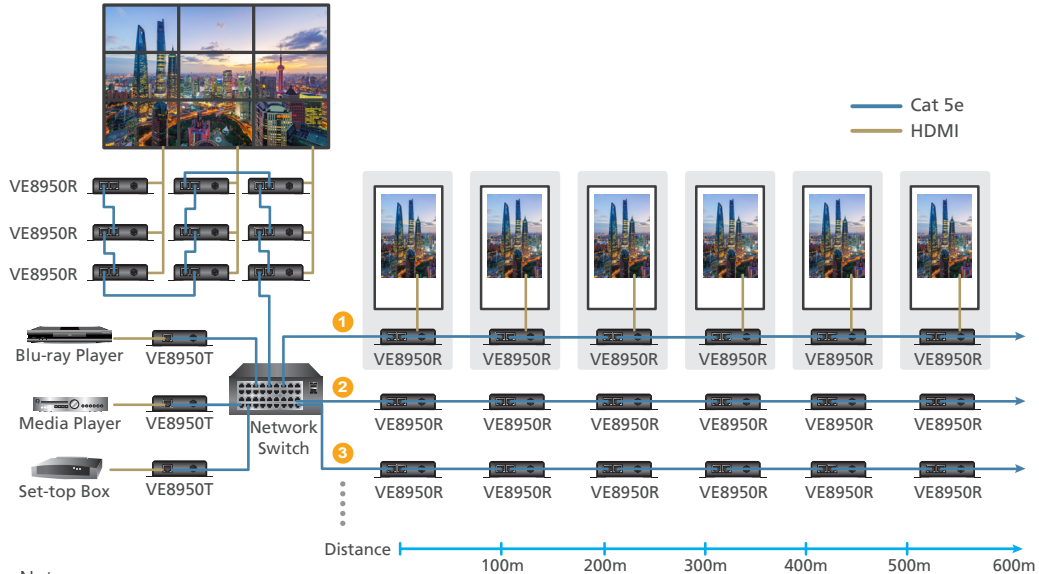 Cat 5e
HDMI
VE8950R
VE8950R
VE8950R
1
Blu-ray Player
VE8950T
VE8950R VE8950R VE8950R VE8950R VE8950R VE8950R
2
Media Player
VE8950T
Network
Switch
VE8950R VE8950R VE8950R VE8950R VE8950R VE8950R
3
Set-top Box
VE8950T
VE8950R VE8950R VE8950R VE8950R VE8950R VE8950R
Distance
100m 200m 300m 400m 500m 600m